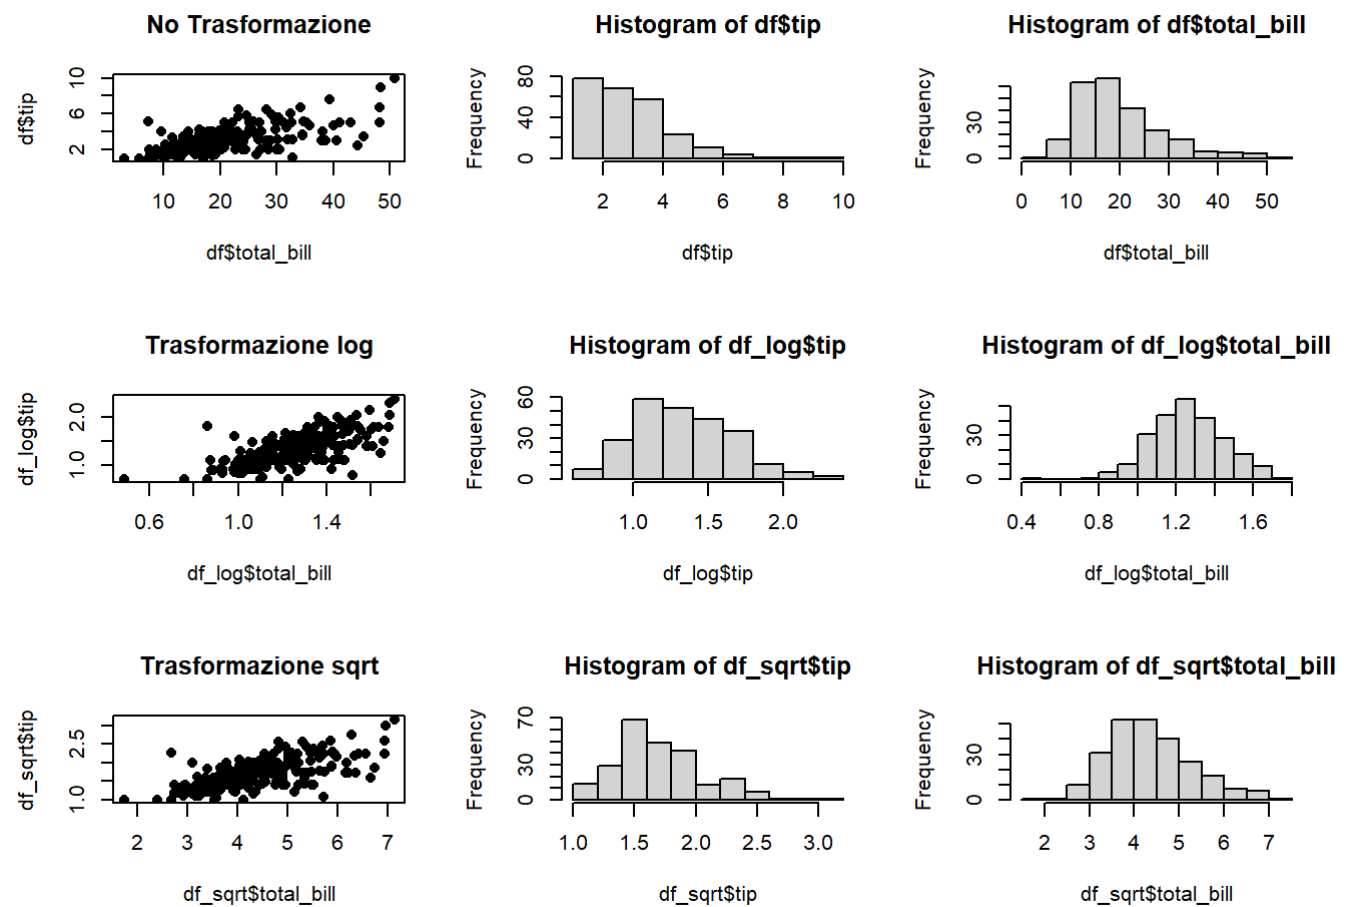 No Trasformazione
df$tip
2 6 10
10 20 30 40 50
df$total_bill
Histogram of df$tip
Frequency
0 40 80
2 4 6 8 10
df$tip
Histogram of df$total_bill
Frequency
0 30
0 10 20 30 40 50
df$total_bill
Trasformazione log
df_log$tip
1.0 2.0
0.6 1.0 1.4
df_log$total_bill
Histogram of df_log$tip
Frequency
0 30 60
1.0 1.5 2.0
df_log$tip
Histogram of df_log$total_bill
Frequency
0 30
0.4 0.8 1.2 1.6
df_log$total_bill
Trasformazione sqrt
df_sqrt$tip
1.0 2.5
2 3 4 5 6 7
df_sqrt$total_bill
Histogram of df_sqrt$tip
Frequency
0 30 70
1.0 1.5 2.0 2.5 3.0
df_sqrt$tip
Histogram of df_sqrt$total_bill
Frequency
0 30
2 3 4 5 6 7
df_sqrt$total_bill